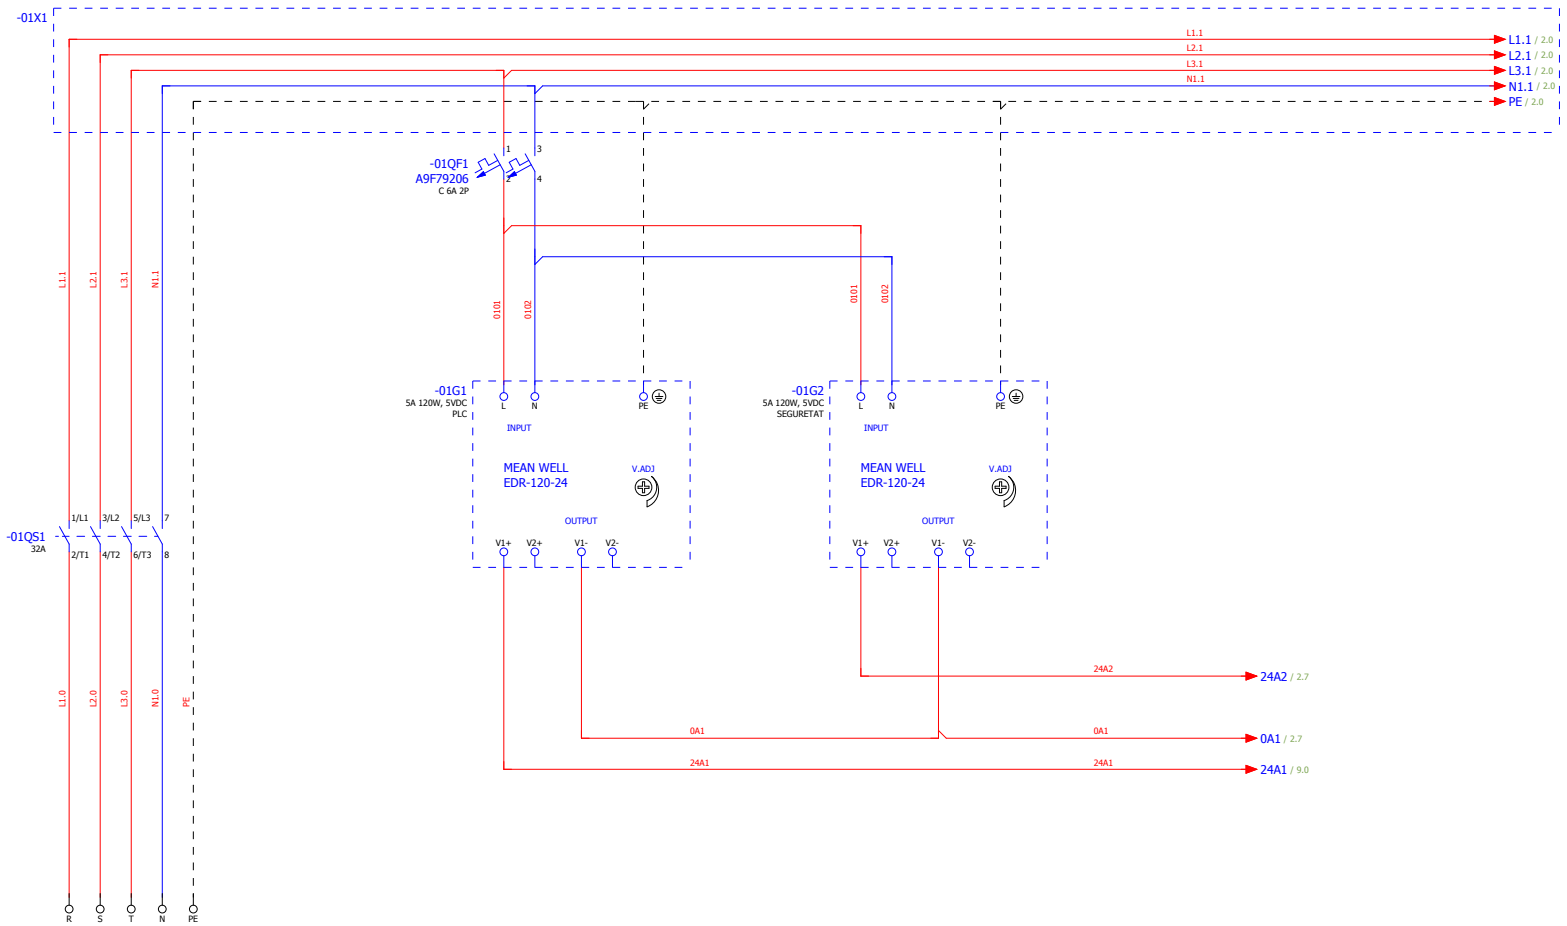 -01X1
L1.1
L1.1 / 2.0
L2.1
L2.1 / 2.0
L3.1
L3.1 / 2.0
N1.1
N1.1 / 2.0
PE / 2.0
-01QF1
A9F79206
C 6A 2P
1
3
2
4
L1.1
L2.1
L3.1
N1.1
0101
0102
0101
0102
-01G1
5A 120W, 5VDC
PLC
L
N
PE
INPUT
MEAN WELL
EDR-120-24
V.ADJ
OUTPUT
V1+
V2+
V1-
V2-
-01G2
5A 120W, 5VDC
SEGURETAT
L
N
PE
INPUT
MEAN WELL
EDR-120-24
V.ADJ
OUTPUT
V1+
V2+
V1-
V2-
-01QS1
32A
1/L1
3/L2
5/L3
7
2/T1
4/T2
6/T3
8
L1.0
L2.0
L3.0
N1.0
PE
24A2
24A2 / 2.7
0A1
0A1
0A1 / 2.7
24A1
24A1
24A1 / 9.0
R
S
T
N
PE